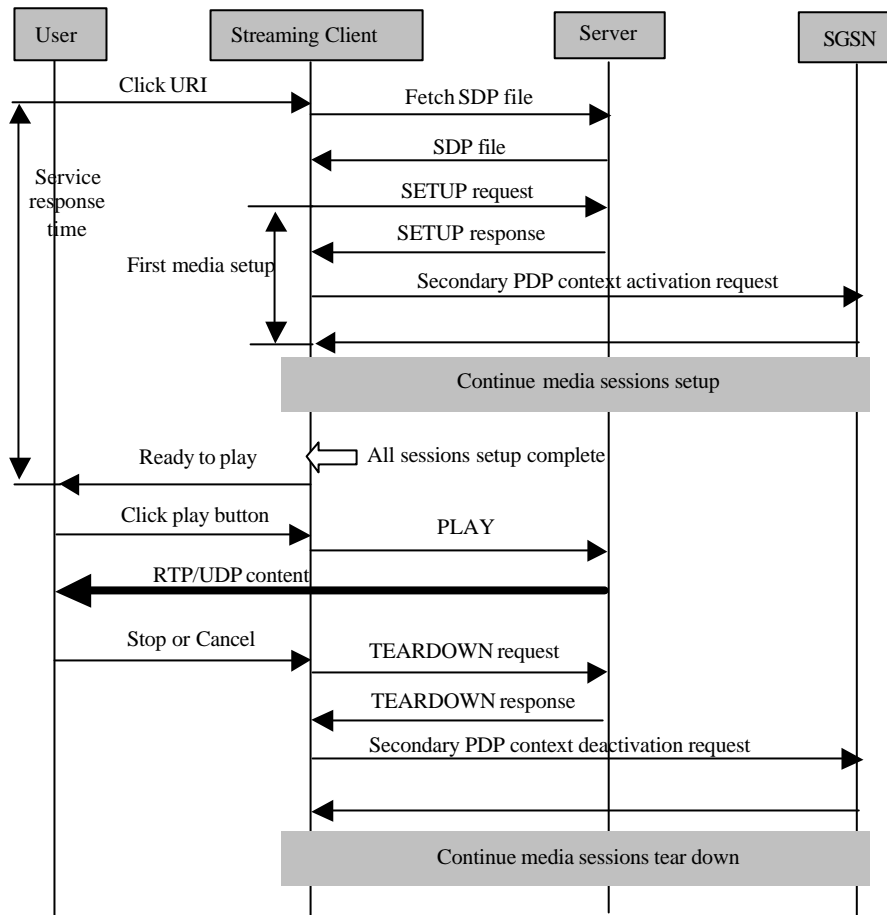 User
Streaming Client
Server
SGSN
Click URI
Fetch SDP file
SDP file
Service
response
time
SETUP request
SETUP response
First media setup
Secondary PDP context activation request
Continue media sessions setup
Ready to play
All sessions setup complete
Click play button
PLAY
RTP/UDP content
Stop or Cancel
TEARDOWN request
TEARDOWN response
Secondary PDP context deactivation request
Continue media sessions tear down